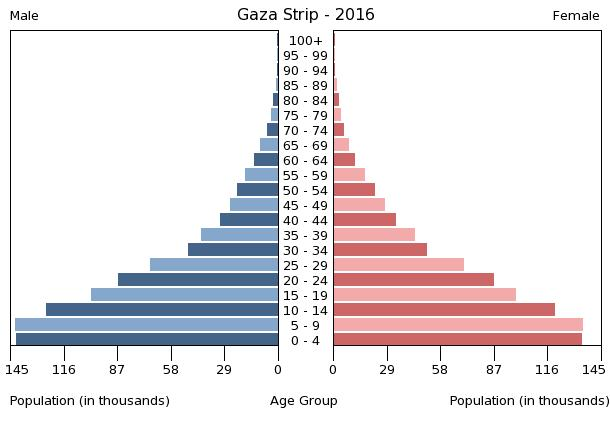 Gaza Strip - 2016
Male
Female
100+
95 - 99
90 - 94
85 - 89
80 - 84
75 - 79
70 - 74
65 - 69
60 - 64
55 - 59
50 - 54
45 - 49
40 - 44
35 - 39
30 - 34
25 - 29
20 - 24
15 - 19
10 - 14
5 - 9
0 - 4
145 116 87 58 29 0 0 29 58 87 116 145
Population (in thousands) Age Group Population (in thousands)